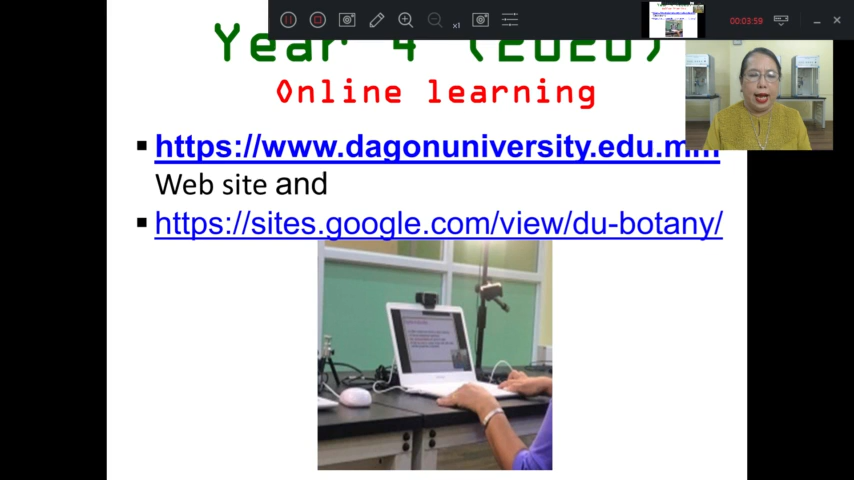 x1
00:03:59
Year 4 (2020)
Online learning
▪ https://www.dagonuniversity.edu.mm
Web site and
▪ https://sites.google.com/view/du-botany/